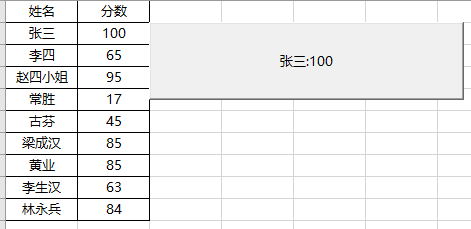 姓名 分数
张三 100
张三:100
李四 65
赵四小姐 95
常胜 17
古芬 45
梁成汉 85
黄业 85
李生汉 63
林永兵 84